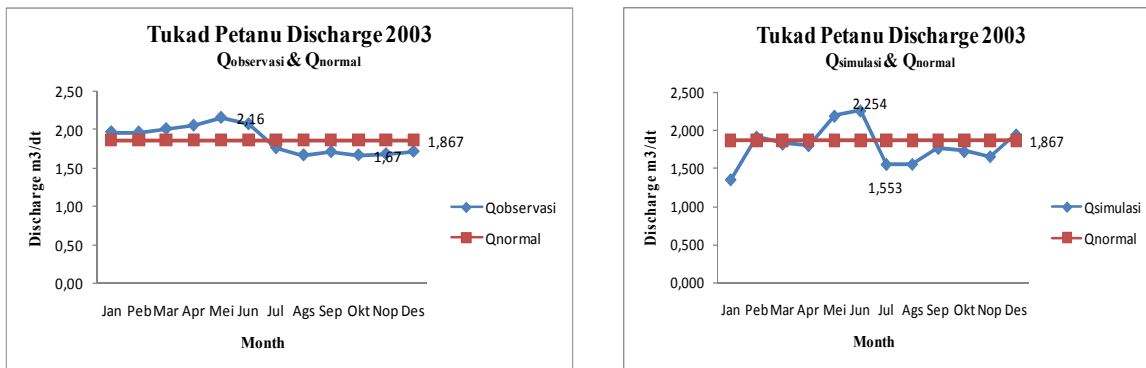 Tukad Petanu Discharge 2003
Qobservasi & Qnormal
Discharge m3/dt
2,50
2,00
1,50
1,00
0,50
0,00
2,16
1,67
1,867
Qobservasi
Qnormal
Jan Peb Mar Apr Mei Jun Jul Ags Sep Okt Nop Des
Month
Tukad Petanu Discharge 2003
Qsimulasi & Qnormal
Discharge m3/dt
2,500
2,000
1,500
1,000
0,500
0,000
2,254
1,867
1,553
Qsimulasi
Qnormal
Jan Peb Mar Apr Mei Jun Jul Ags Sep Okt Nop Des
Month